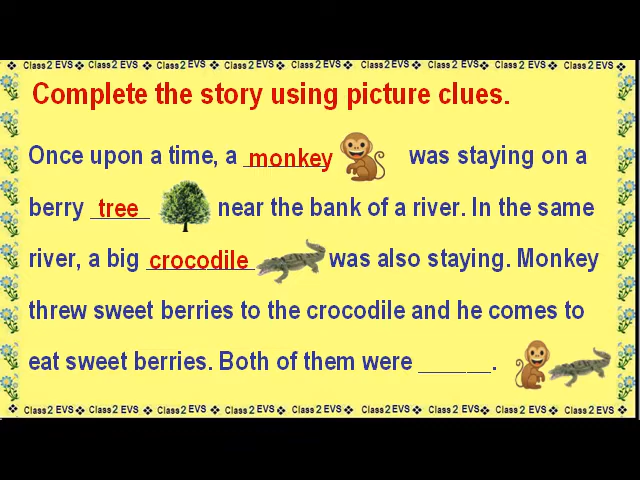 Class 2 EVS ❖ Class 2 EVS ❖ Class 2 EVS ❖ Class 2 EVS ❖ Class 2 EVS ❖ Class 2 EVS ❖ Class 2 EVS ❖ Class 2 EVS ❖ Class 2 EVS
Complete the story using picture clues.
Once upon a time, a monkey was staying on a
berry tree near the bank of a river. In the same
river, a big crocodile was also staying. Monkey
threw sweet berries to the crocodile and he comes to
eat sweet berries. Both of them were ______.
Class 2 EVS ❖ Class 2 EVS ❖ Class 2 EVS ❖ Class 2 EVS ❖ Class 2 EVS ❖ Class 2 EVS ❖ Class 2 EVS ❖ Class 2 EVS ❖ Class 2 EVS